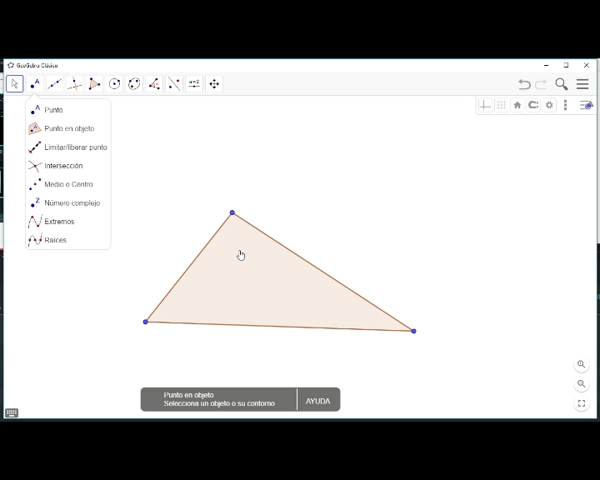 GeoGebra Clásico
a=2
A
Punto
Punto en objeto
Limitar/liberar punto
Intersección
Medio o Centro
Número complejo
Extremos
Raíces
Punto en objeto
Selecciona un objeto o su contorno
AYUDA